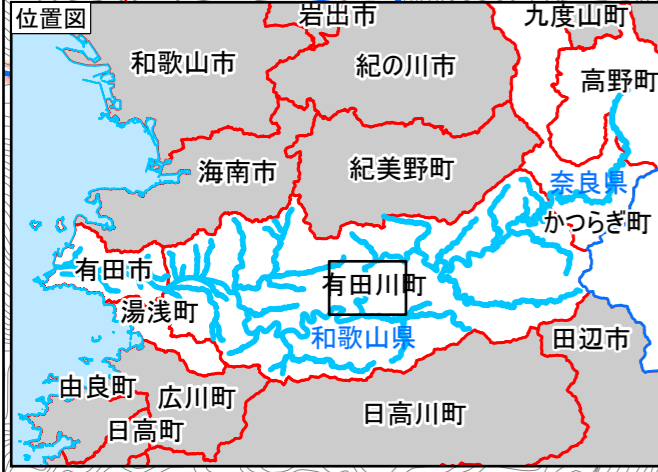 位置図
岩出市
九度山町
和歌山市
紀の川市
高野町
海南市
紀美野町
奈良県
かつらぎ町
有田市
有田川町
湯浅町
和歌山県
田辺市
由良町
広川町
日高川町
日高町